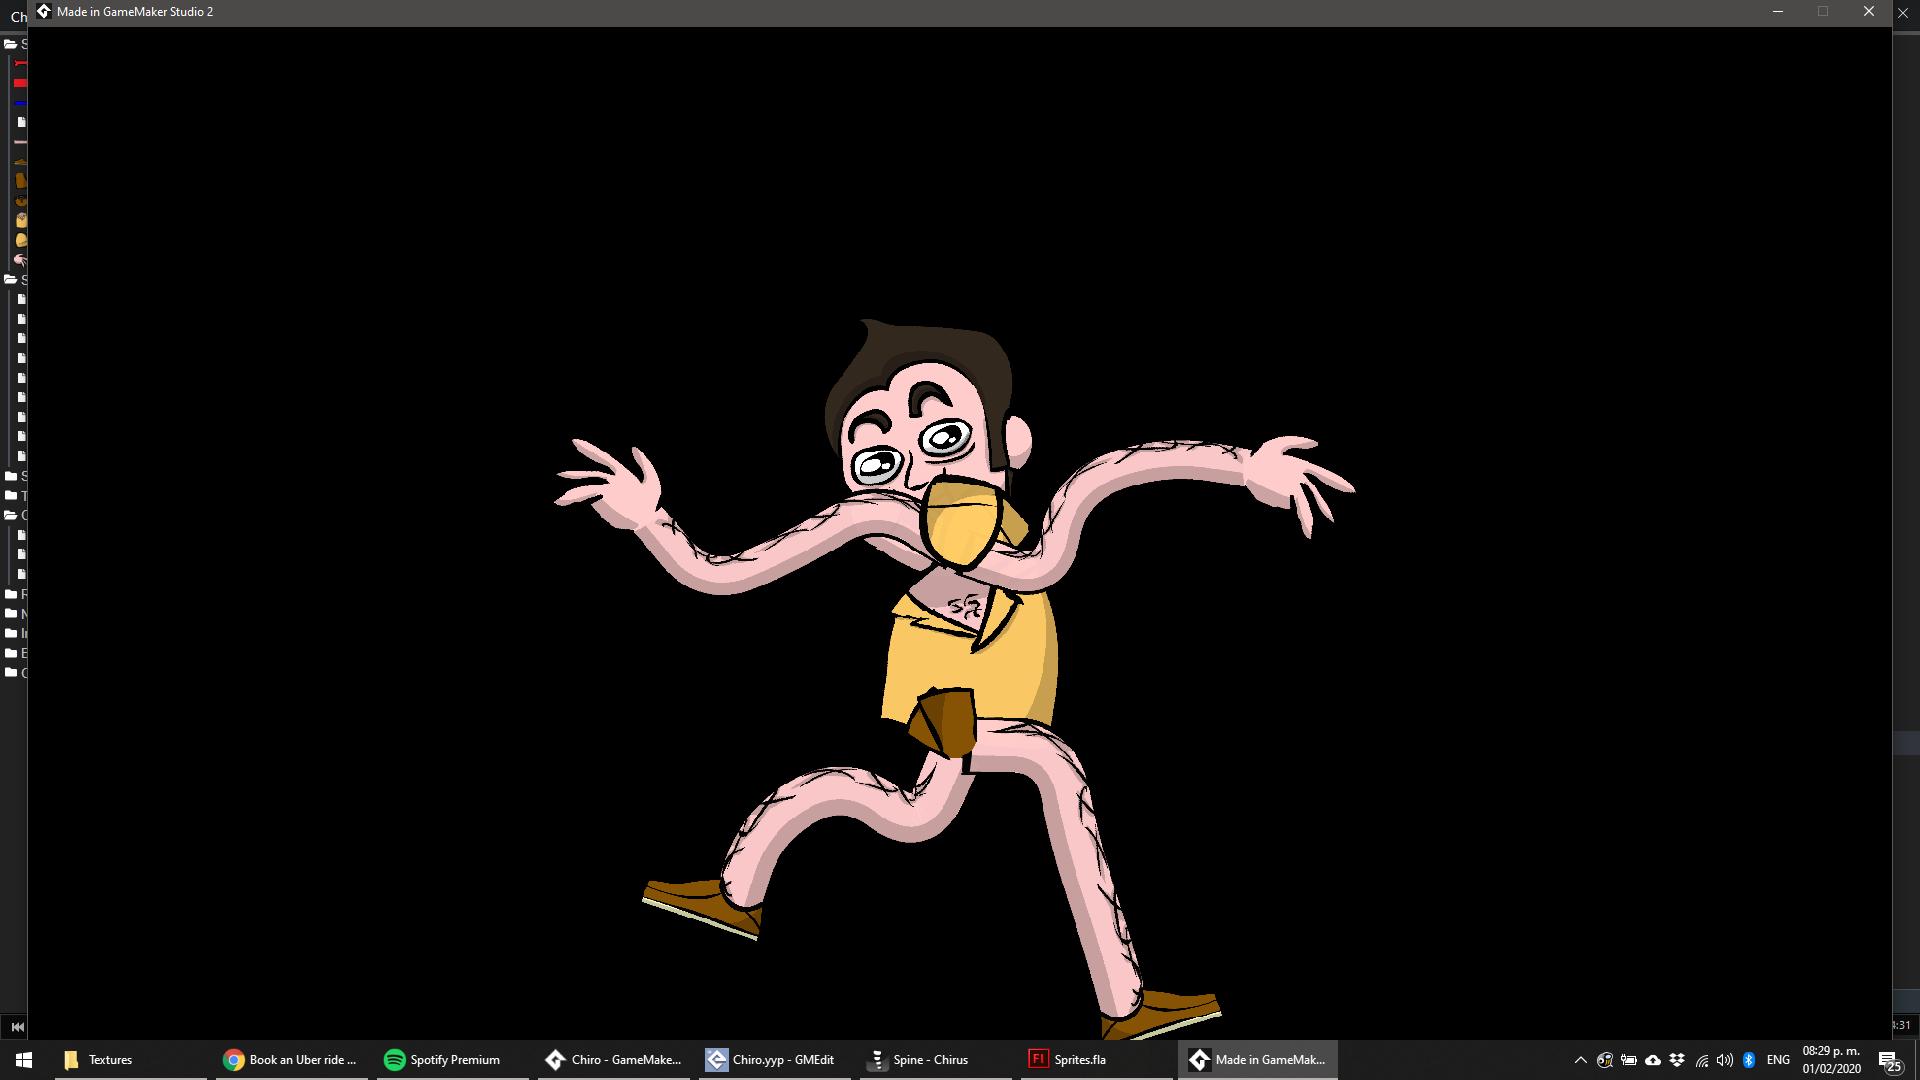 Ch
Made in GameMaker Studio 2
S
S
S
T
R
N
In
E
:31
Textures
Book an Uber ride ...
Spotify Premium
Chiro - GameMake...
Chiro.yyp - GMEdit
Spine - Chirus
Fl
Sprites.fla
Made in GameMak...
ENG
08:29 p. m.
01/02/2020
25